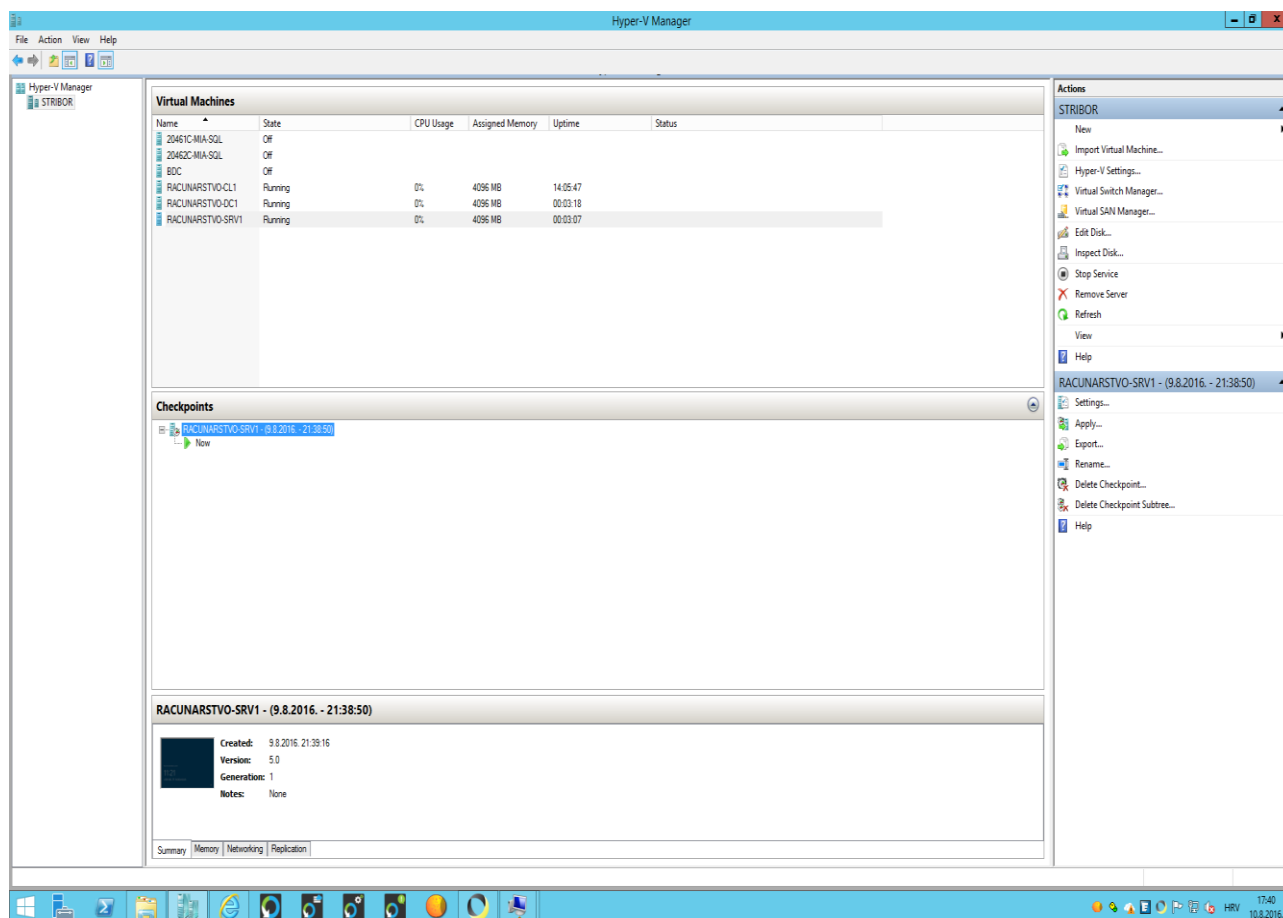 Hyper-V Manager
File Action View Help
Hyper-V Manager
STRIBOR
Virtual Machines
Name State CPU Usage Assigned Memory Uptime Status
20461C-MIA-SQL Off
20462C-MIA-SQL Off
BDC Off
RACUNARSTVO-CL1 Running 0% 4096 MB 14:05:47
RACUNARSTVO-DC1 Running 0% 4096 MB 00:03:18
RACUNARSTVO-SRV1 Running 0% 4096 MB 00:03:07
Checkpoints
RACUNARSTVO-SRV1 - (9.8.2016. - 21:38:50)
Now
RACUNARSTVO-SRV1 - (9.8.2016. - 21:38:50)
Created: 9.8.2016. 21:39:16
Version: 5.0
Generation: 1
Notes: None
Summary Memory Networking Replication
Actions
STRIBOR
New
Import Virtual Machine...
Hyper-V Settings...
Virtual Switch Manager...
Virtual SAN Manager...
Edit Disk...
Inspect Disk...
Stop Service
Remove Server
Refresh
View
Help
RACUNARSTVO-SRV1 - (9.8.2016. - 21:38:50)
Settings...
Apply...
Export...
Rename...
Delete Checkpoint...
Delete Checkpoint Subtree...
Help
HRV
17:40
10.8.2016.